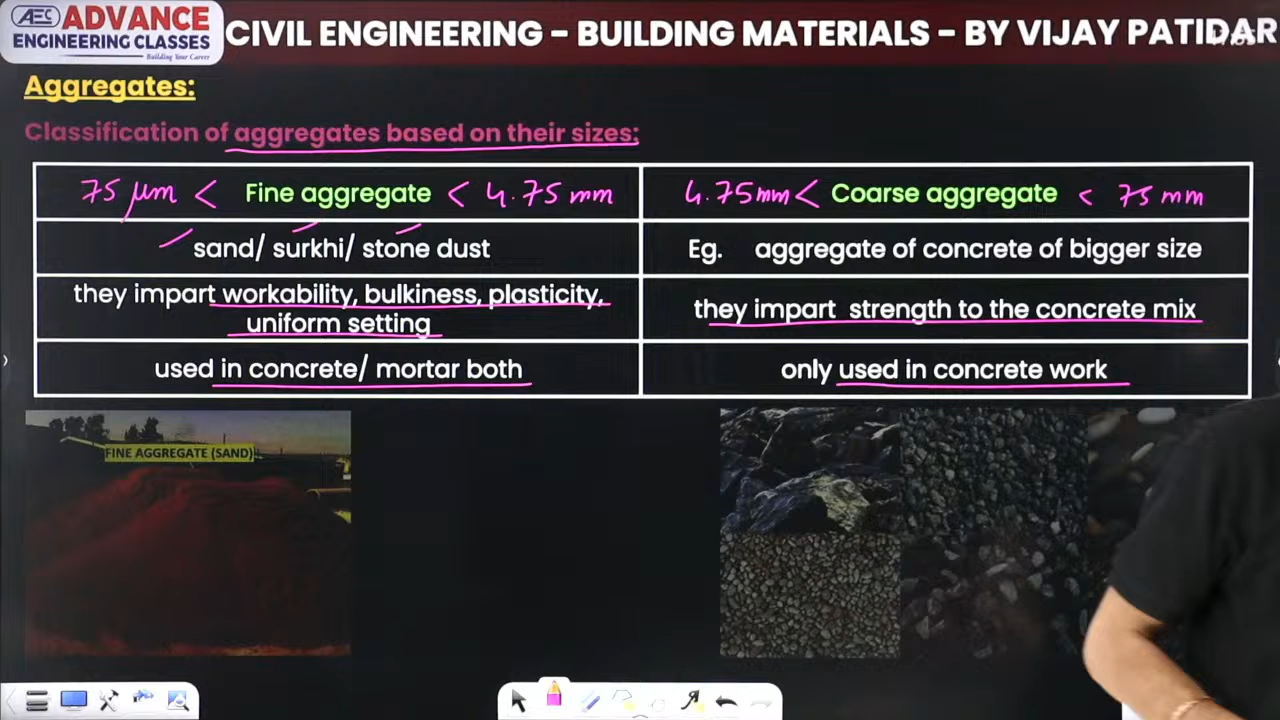 AEC ADVANCE
ENGINEERING CLASSES
Building Your Career
CIVIL ENGINEERING – BUILDING MATERIALS – BY VIJAY PATIDAR
Aggregates:
Classification of aggregates based on their sizes:
75 μm < Fine aggregate < 4.75 mm
4.75mm < Coarse aggregate < 75 mm
sand/ surkhi/ stone dust
Eg. aggregate of concrete of bigger size
they impart workability, bulkiness, plasticity,
uniform setting
they impart strength to the concrete mix
used in concrete/ mortar both
only used in concrete work
FINE AGGREGATE (SAND)